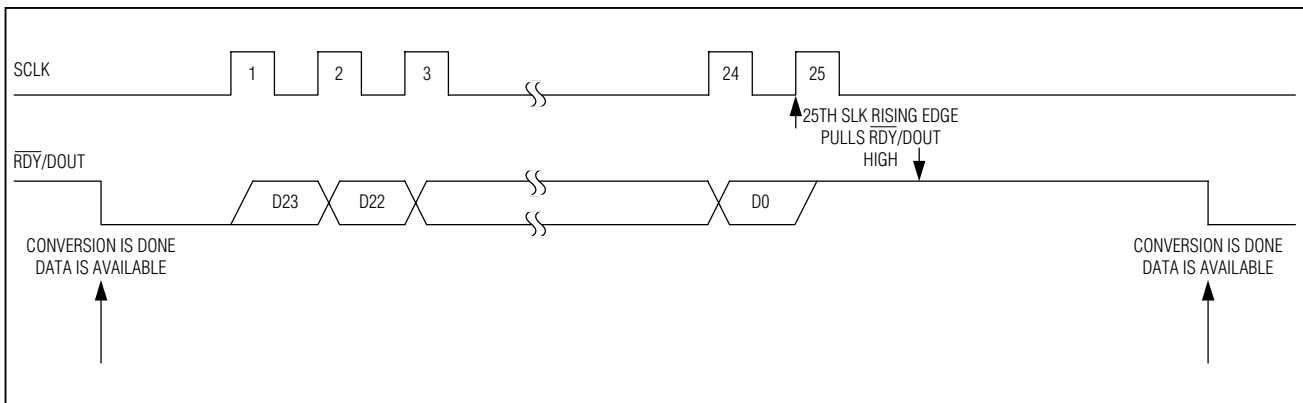 SCLK
1
2
3
24
25
25TH SLK RISING EDGE
PULLS RDY/DOUT
HIGH
RDY/DOUT
D23
D22
D0
CONVERSION IS DONE
DATA IS AVAILABLE
CONVERSION IS DONE
DATA IS AVAILABLE